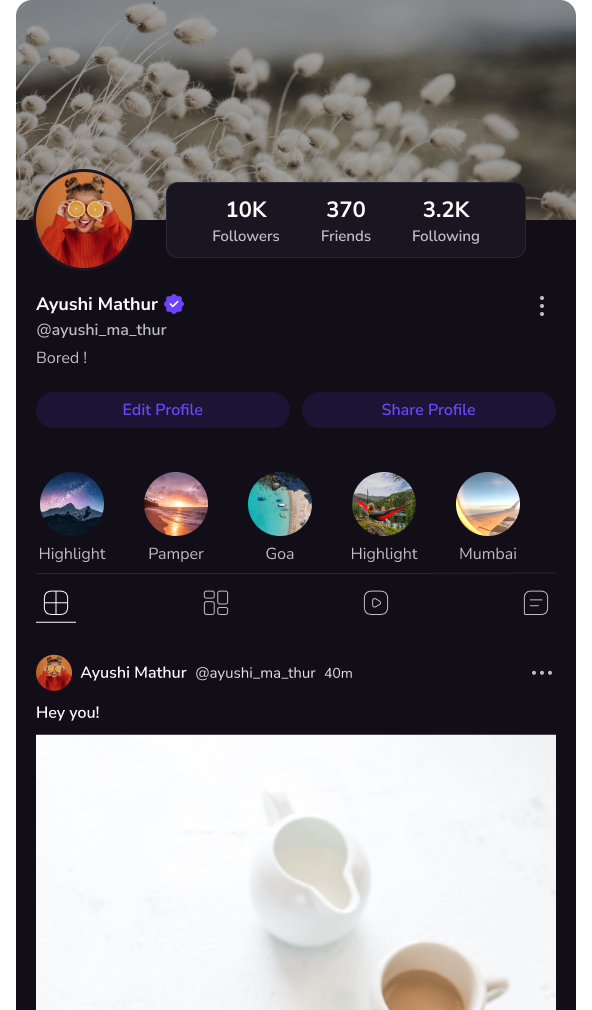 10K 370 3.2K
Followers Friends Following
Ayushi Mathur
@ayushi_ma_thur
Bored !
Edit Profile Share Profile
Highlight Pamper Goa Highlight Mumbai
Ayushi Mathur @ayushi_ma_thur 40m
Hey you!